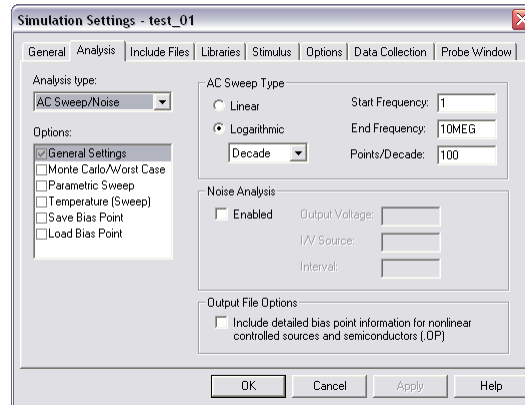 Simulation Settings - test_01
General
Analysis
Include Files
Libraries
Stimulus
Options
Data Collection
Probe Window
Analysis type:
AC Sweep/Noise
Options:
General Settings
Monte Carlo/Worst Case
Parametric Sweep
Temperature (Sweep)
Save Bias Point
Load Bias Point
AC Sweep Type
Linear
Logarithmic
Decade
Start Frequency: 1
End Frequency: 10MEG
Points/Decade: 100
Noise Analysis
Enabled
Output Voltage:
I/V Source:
Interval:
Output File Options
Include detailed bias point information for nonlinear
controlled sources and semiconductors (.OP)
OK
Cancel
Apply
Help